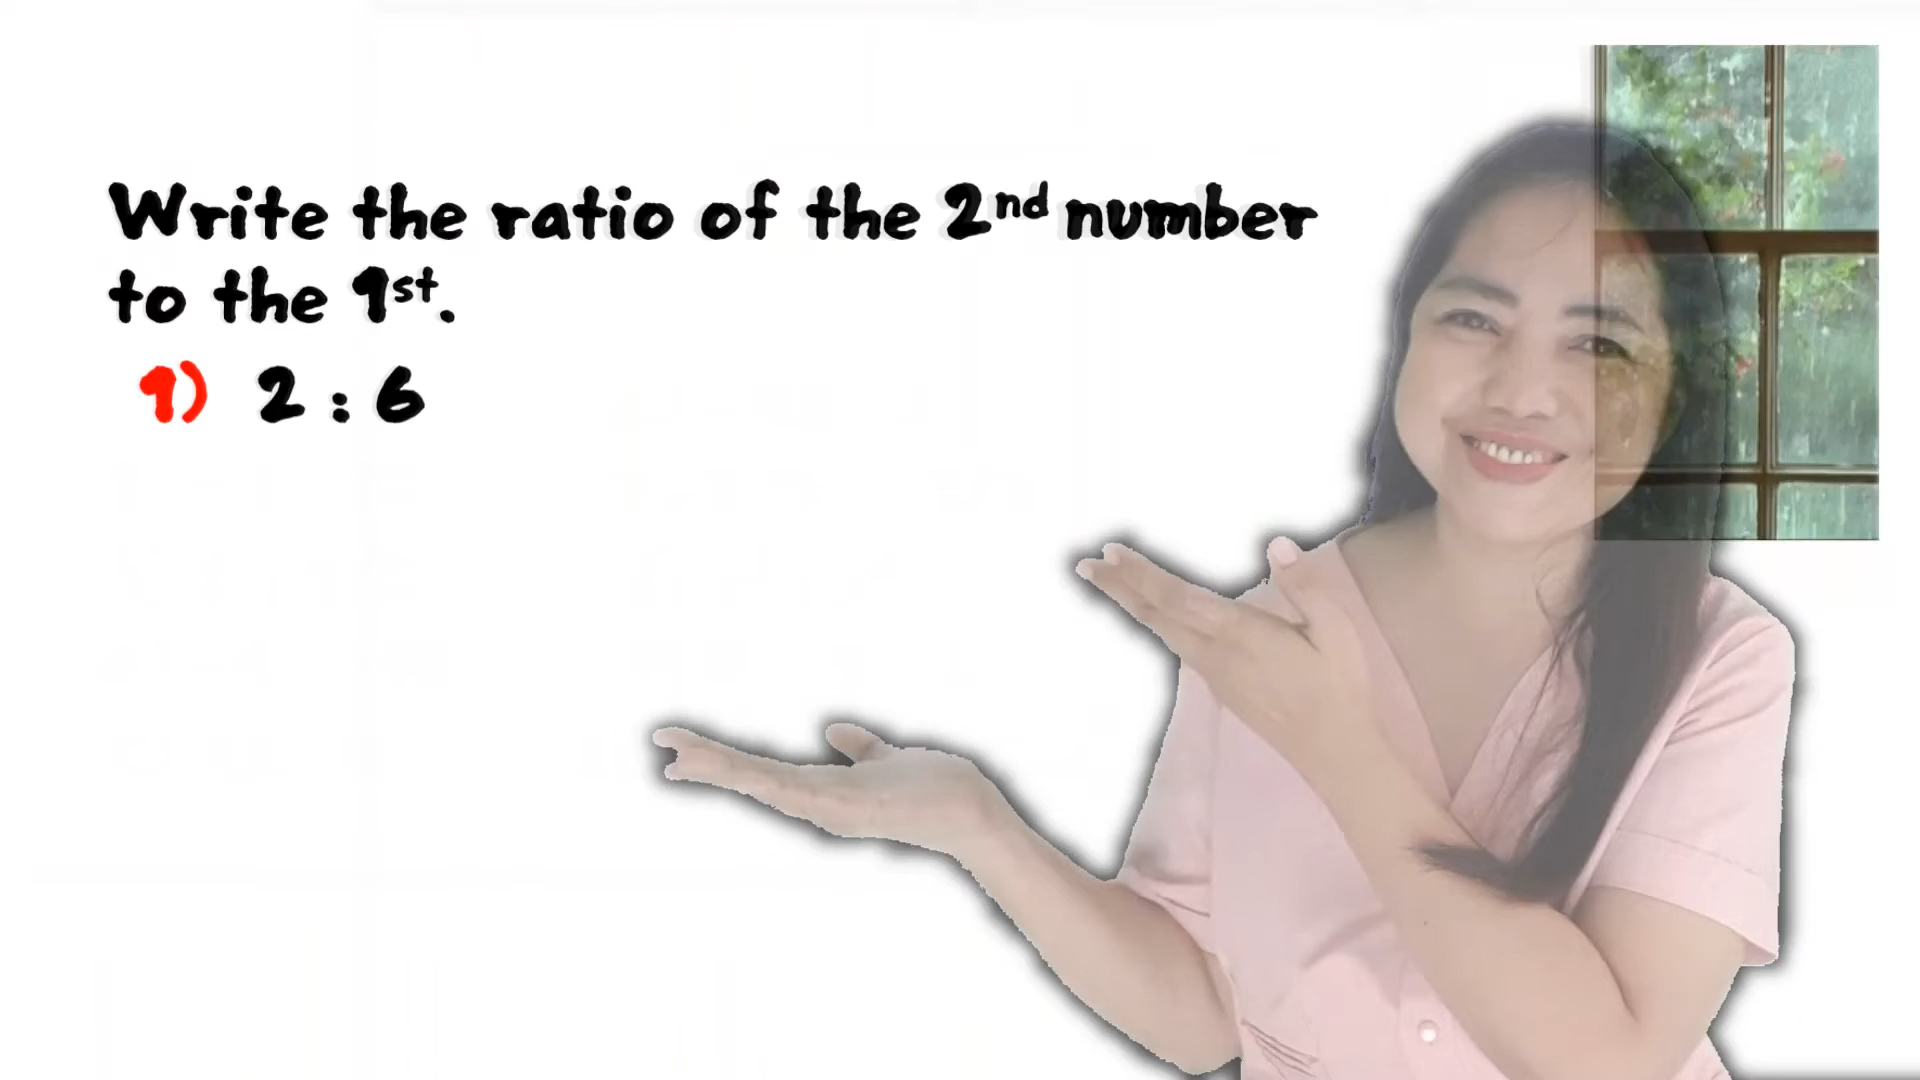 Write the ratio of the 2nd number
to the 1st.
1) 2 : 6